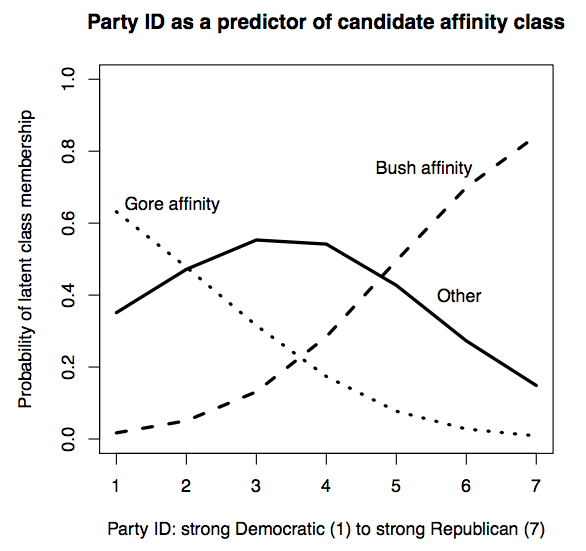 Party ID as a predictor of candidate affinity class
Probability of latent class membership
1.0
0.8
0.6
0.4
0.2
0.0
Gore affinity
Bush affinity
Other
1 2 3 4 5 6 7
Party ID: strong Democratic (1) to strong Republican (7)